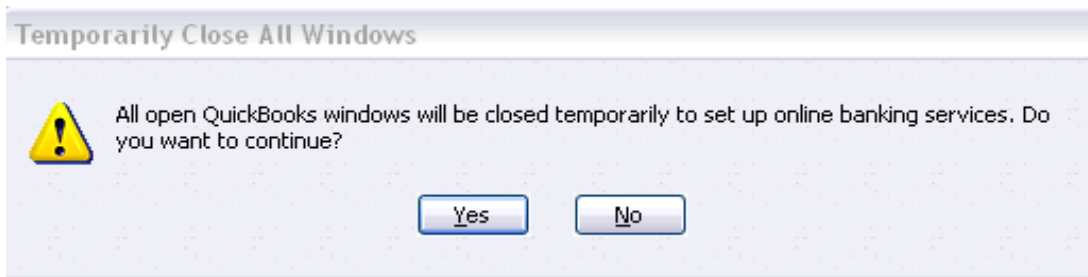 Temporarily Close All Windows
All open QuickBooks windows will be closed temporarily to set up online banking services. Do
you want to continue?
Yes No